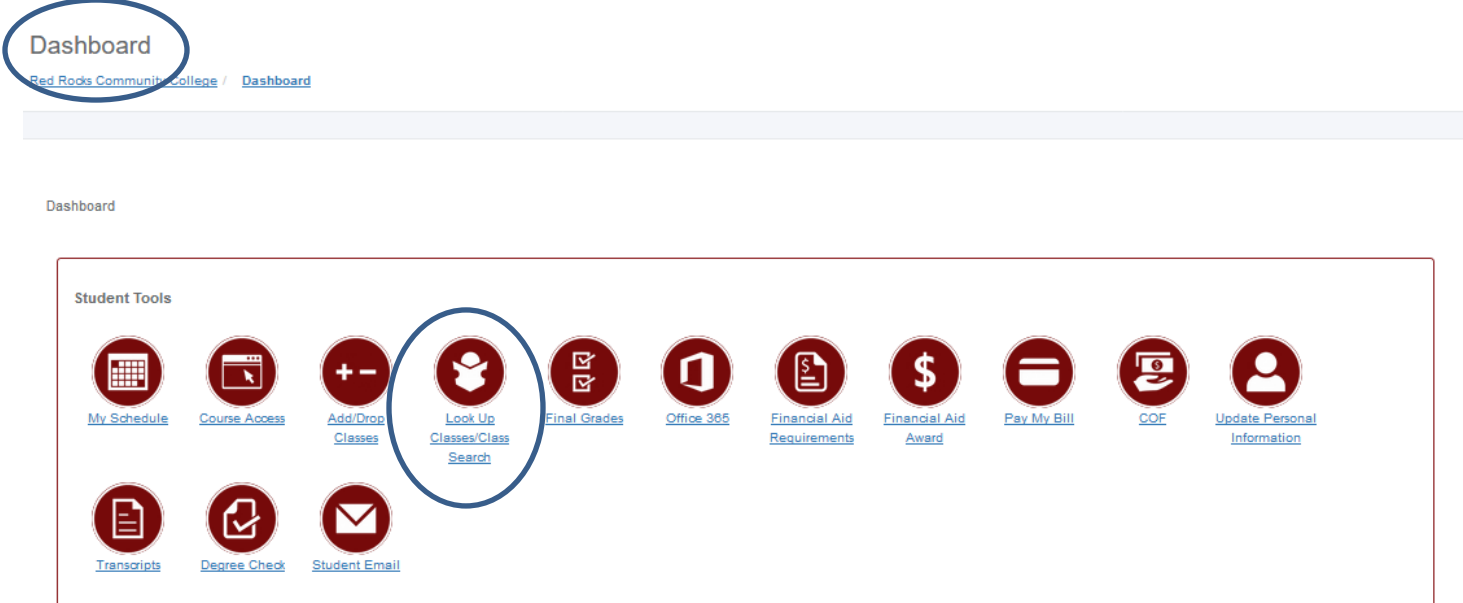 Dashboard
Red Rocks Community College / Dashboard
Dashboard
Student Tools
My Schedule
Course Access
Add/Drop
Classes
Look Up
Classes/Class
Search
Final Grades
Office 365
Financial Aid
Requirements
Financial Aid
Award
Pay My Bill
COF
Update Personal
Information
Transcripts
Degree Check
Student Email